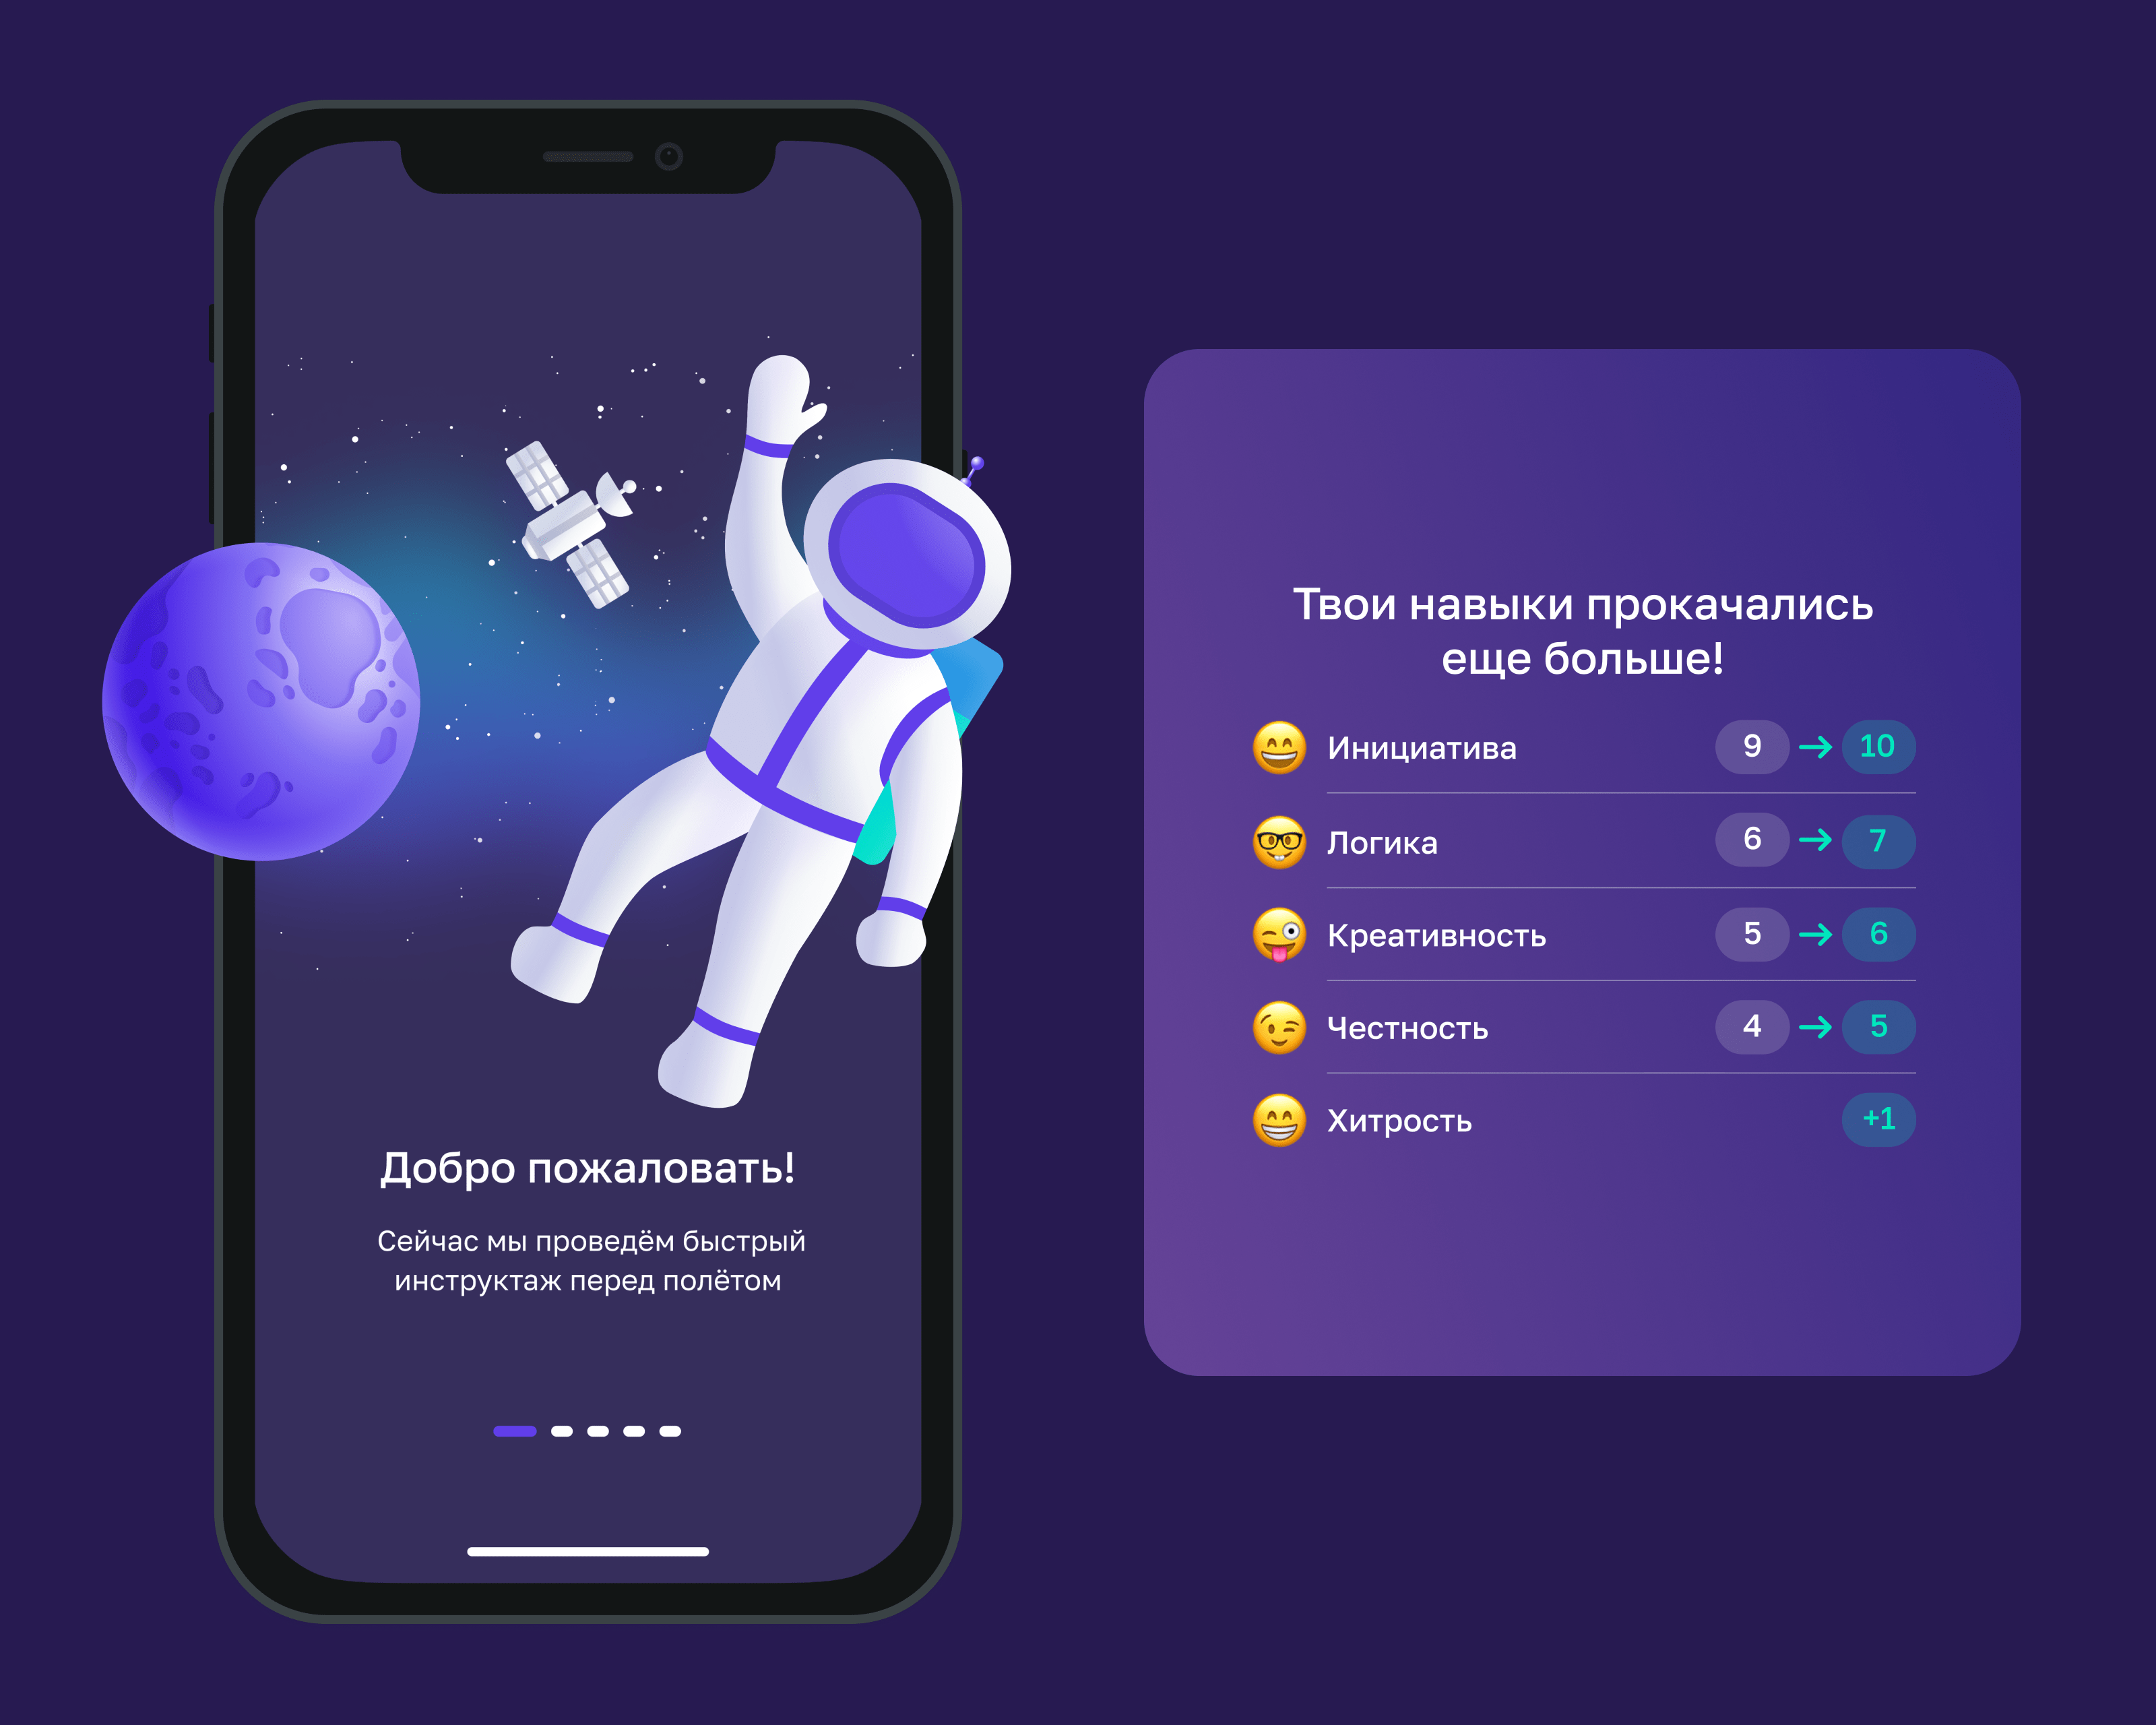 Добро пожаловать!
Сейчас мы проведём быстрый
инструктаж перед полётом
Твои навыки прокачались
еще больше!
Инициатива 9 → 10
Логика 6 → 7
Креативность 5 → 6
Честность 4 → 5
Хитрость +1